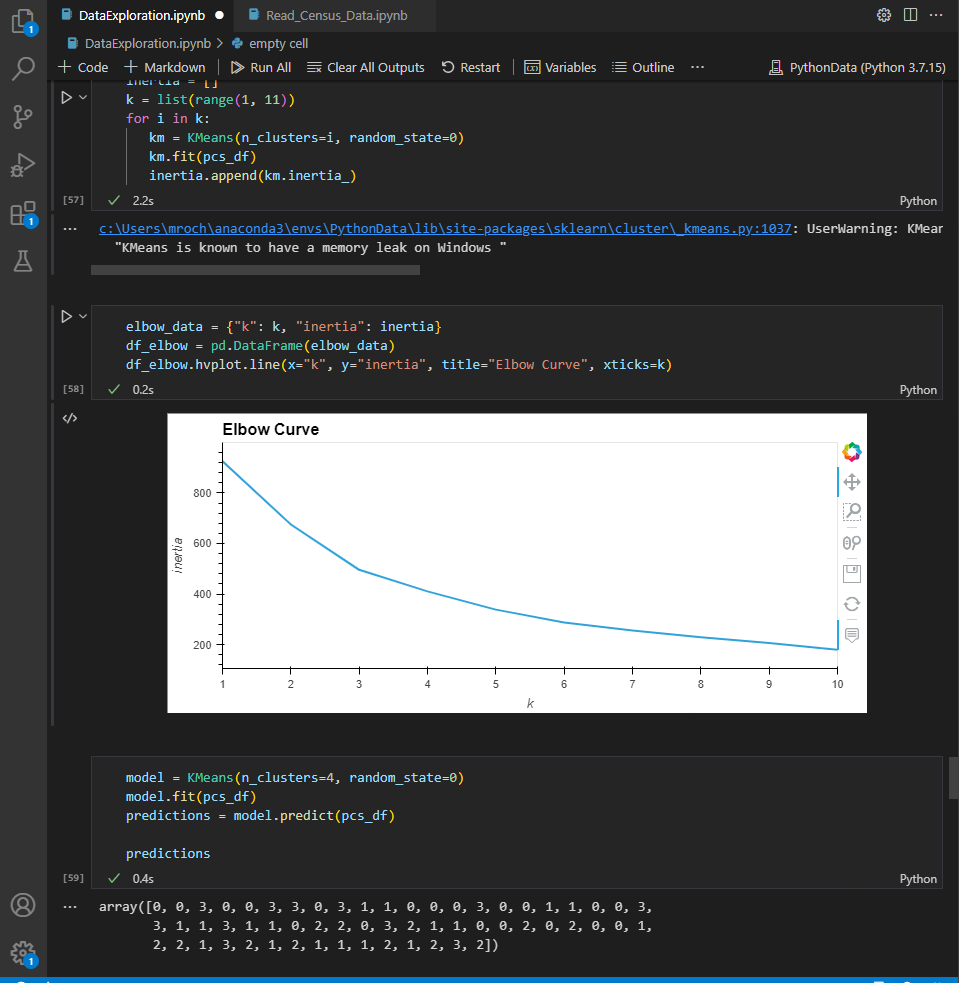 DataExploration.ipynb ● Read_Census_Data.ipynb
DataExploration.ipynb > empty cell
+ Code + Markdown | Run All Clear All Outputs Restart | Variables Outline ... PythonData (Python 3.7.15)
inertia = []
k = list(range(1, 11))
for i in k:
    km = KMeans(n_clusters=i, random_state=0)
    km.fit(pcs_df)
    inertia.append(km.inertia_)
[57] ✓ 2.2s Python
... c:\Users\mroch\anaconda3\envs\PythonData\lib\site-packages\sklearn\cluster\_kmeans.py:1037: UserWarning: KMear
"KMeans is known to have a memory leak on Windows "
elbow_data = {"k": k, "inertia": inertia}
df_elbow = pd.DataFrame(elbow_data)
df_elbow.hvplot.line(x="k", y="inertia", title="Elbow Curve", xticks=k)
[58] ✓ 0.2s Python
</>
Elbow Curve
800
600
400
200
inertia
1 2 3 4 5 6 7 8 9 10
k
model = KMeans(n_clusters=4, random_state=0)
model.fit(pcs_df)
predictions = model.predict(pcs_df)
predictions
[59] ✓ 0.4s Python
... array([0, 0, 3, 0, 0, 3, 3, 0, 3, 1, 1, 0, 0, 0, 3, 0, 0, 1, 1, 0, 0, 3,
3, 1, 1, 3, 1, 1, 0, 2, 2, 0, 3, 2, 1, 1, 0, 0, 2, 0, 2, 0, 0, 1,
2, 2, 1, 3, 2, 1, 2, 1, 1, 1, 2, 1, 2, 3, 2])
1
1
1